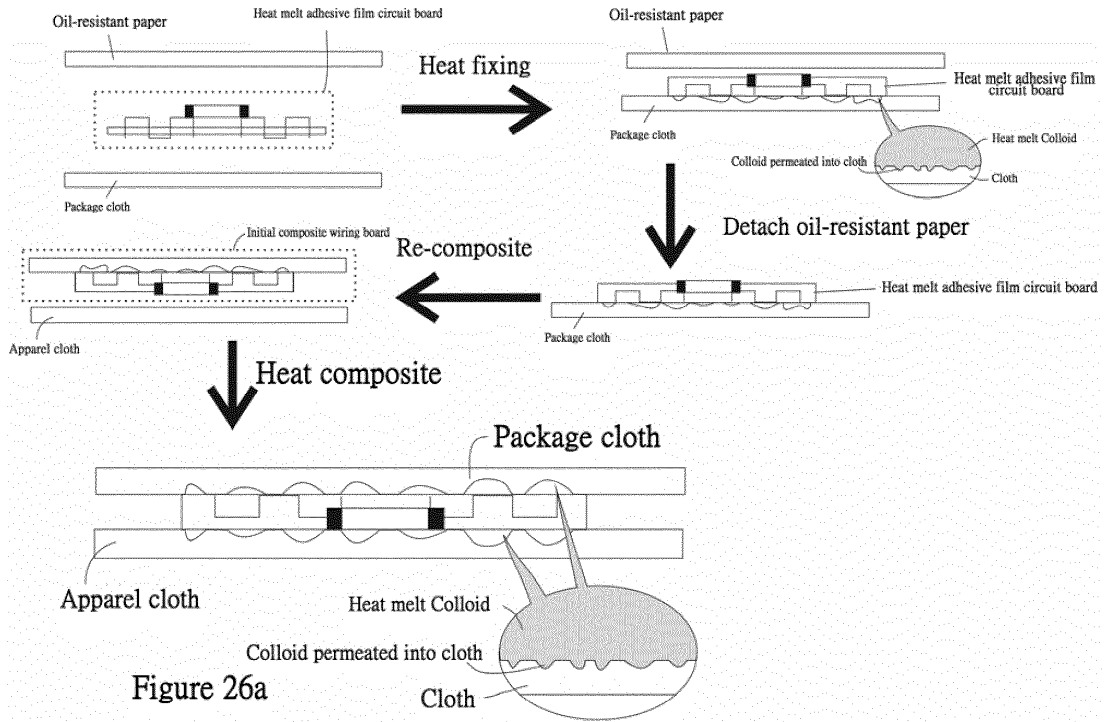 Oil-resistant paper
Heat melt adhesive film circuit board
Package cloth
Heat fixing
Oil-resistant paper
Heat melt adhesive film
circuit board
Package cloth
Heat melt Colloid
Colloid permeated into cloth
Cloth
Detach oil-resistant paper
Heat melt adhesive film circuit board
Package cloth
Re-composite
Initial composite wiring board
Apparel cloth
Heat composite
Package cloth
Apparel cloth
Heat melt Colloid
Colloid permeated into cloth
Cloth
Figure 26a